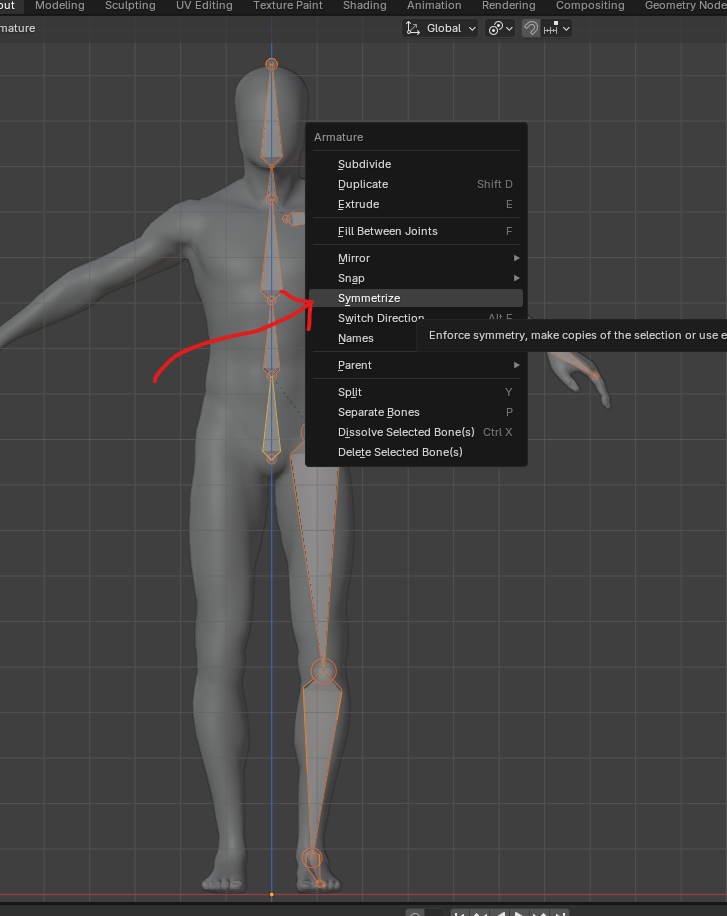 out Modeling Sculpting UV Editing Texture Paint Shading Animation Rendering Compositing Geometry Node
mature Global
Armature
Subdivide
Duplicate Shift D
Extrude E
Fill Between Joints F
Mirror
Snap
Symmetrize
Switch Direction Alt F
Names
Enforce symmetry, make copies of the selection or use e
Parent
Split Y
Separate Bones P
Dissolve Selected Bone(s) Ctrl X
Delete Selected Bone(s)